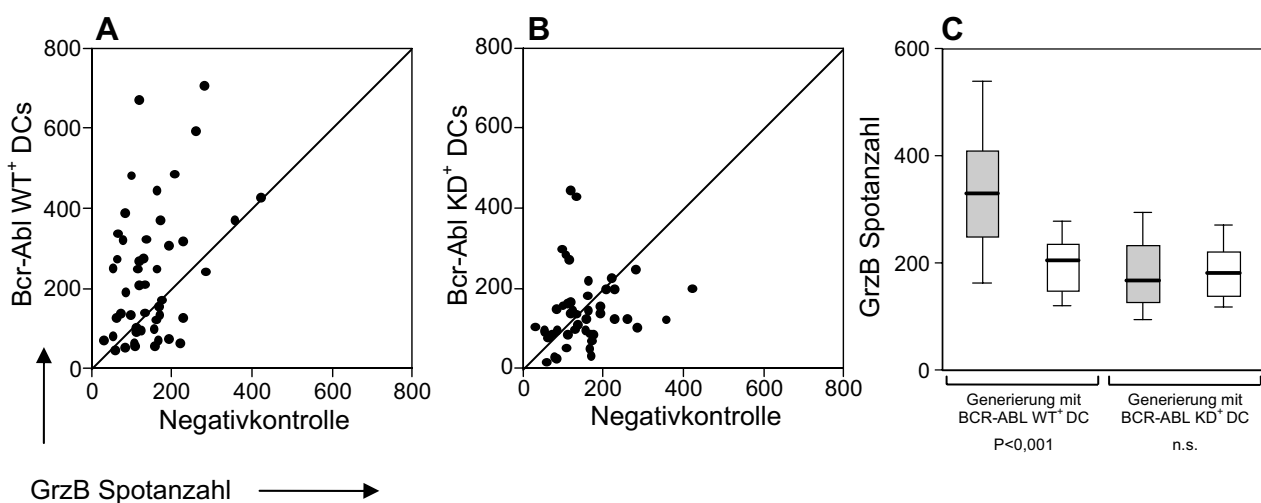 A
Bcr-Abl WT⁺ DCs
800
600
400
200
0
0 200 400 600 800
Negativkontrolle
GrzB Spotanzahl
B
Bcr-Abl KD⁺ DCs
800
600
400
200
0
0 200 400 600 800
Negativkontrolle
C
GrzB Spotanzahl
600
400
200
0
Generierung mit
BCR-ABL WT⁺ DC
P<0,001
Generierung mit
BCR-ABL KD⁺ DC
n.s.